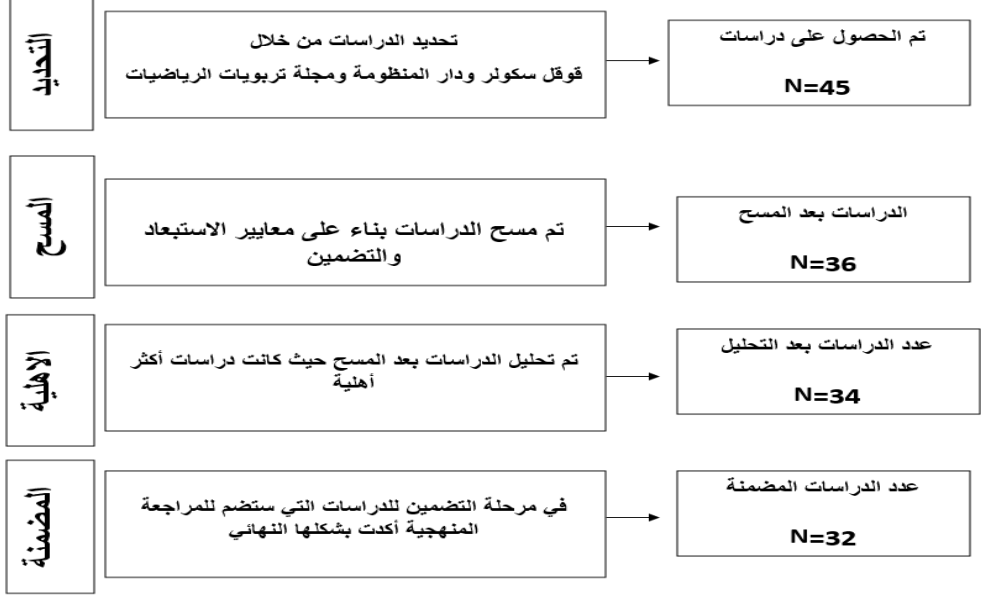 التحديد
تحديد الدراسات من خلال
قوقل سكولر ودار المنظومة ومجلة تربويات الرياضيات
تم الحصول على دراسات
N=45
المسح
تم مسح الدراسات بناء على معايير الاستبعاد
والتضمين
الدراسات بعد المسح
N=36
الاهلية
تم تحليل الدراسات بعد المسح حيث كانت دراسات أكثر
أهلية
عدد الدراسات بعد التحليل
N=34
المضمنة
في مرحلة التضمين للدراسات التي ستضم للمراجعة
المنهجية أكدت بشكلها النهائي
عدد الدراسات المضمنة
N=32